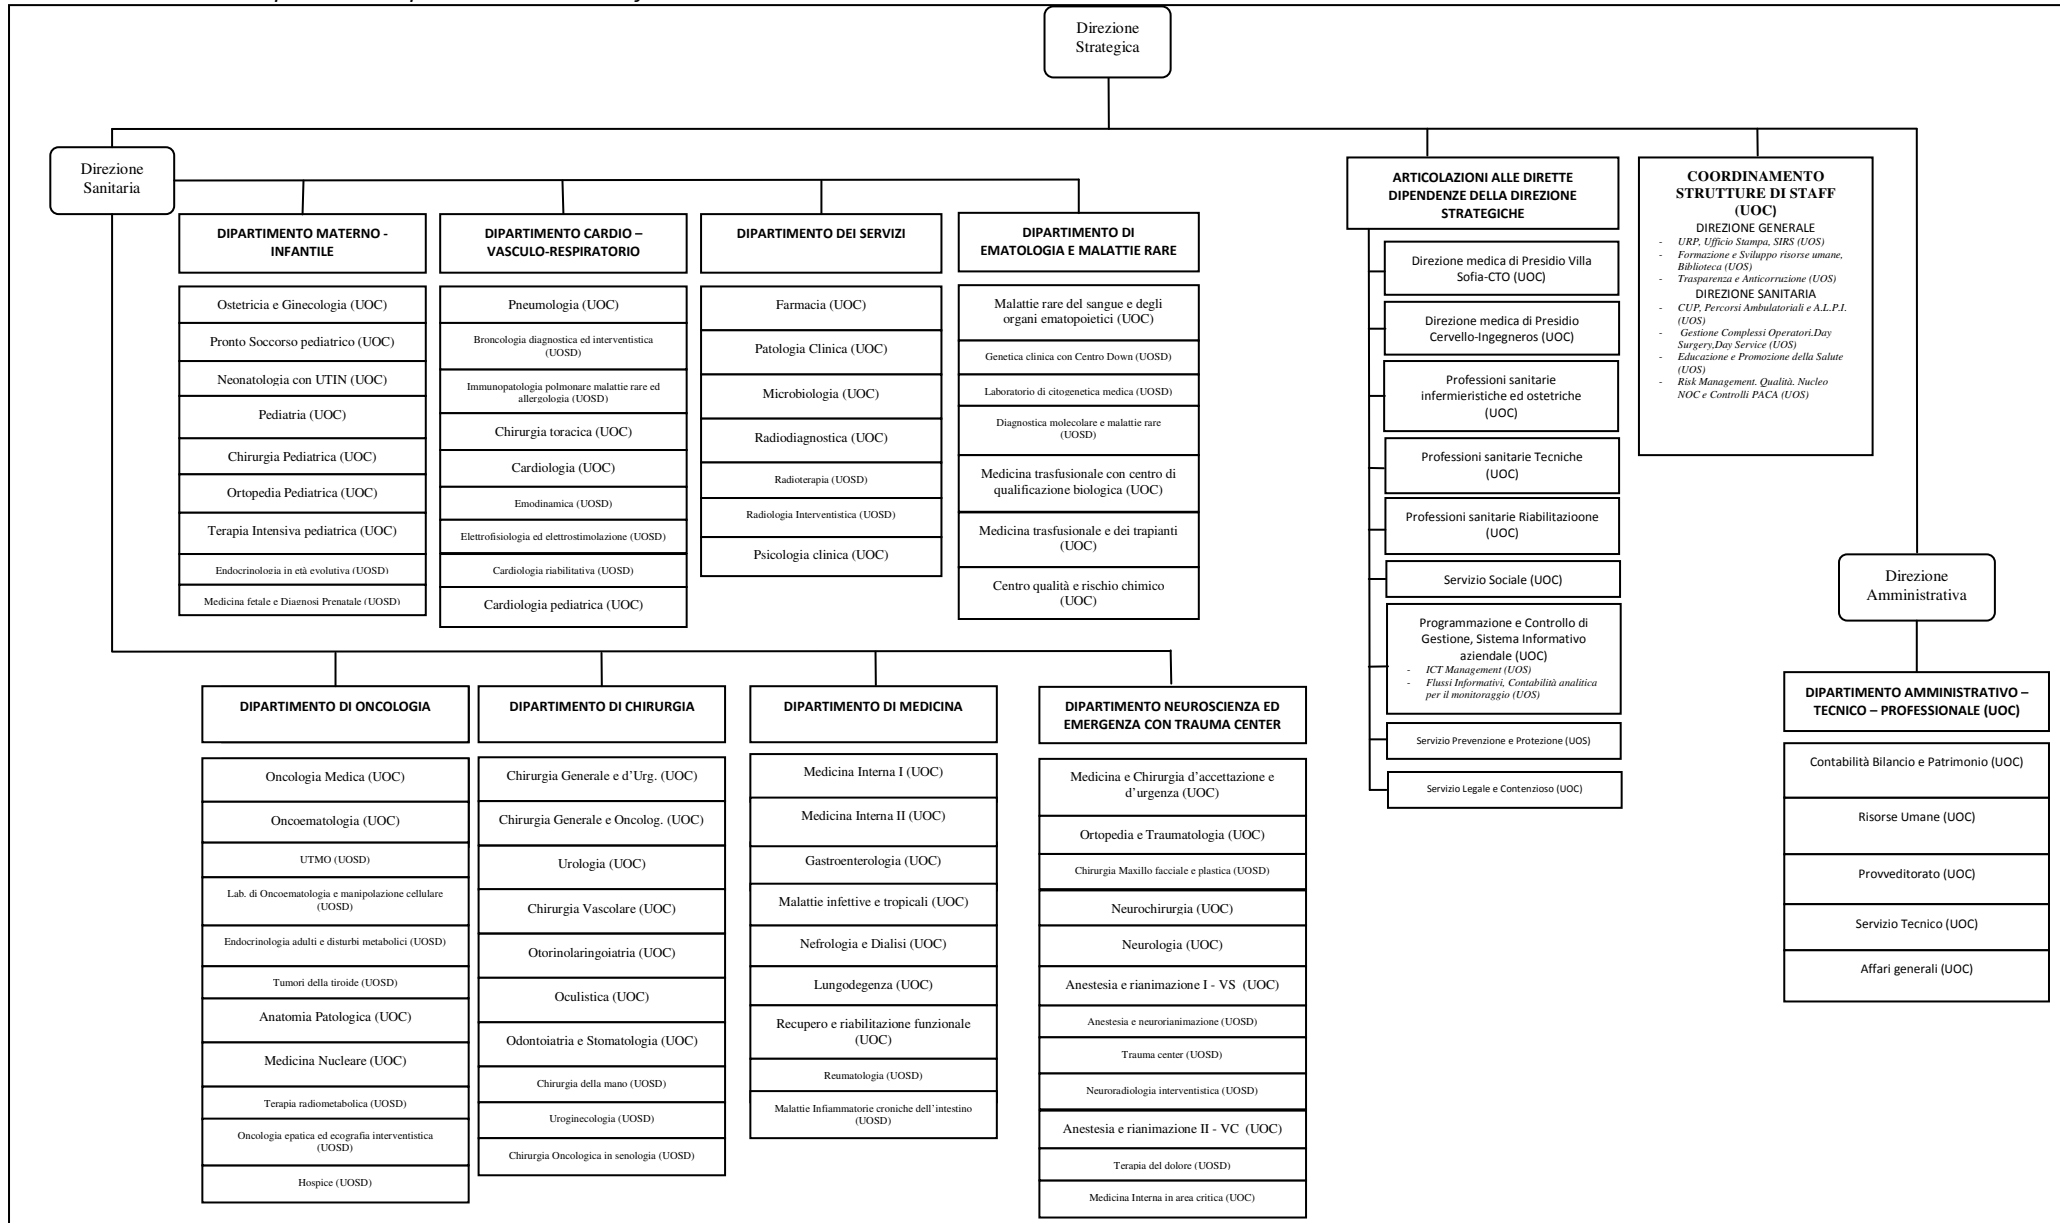 Direzione
Strategica
Direzione
Sanitaria
DIPARTIMENTO MATERNO -
INFANTILE
Ostetricia e Ginecologia (UOC)
Pronto Soccorso pediatrico (UOC)
Neonatologia con UTIN (UOC)
Pediatria (UOC)
Chirurgia Pediatrica (UOC)
Ortopedia Pediatrica (UOC)
Terapia Intensiva pediatrica (UOC)
Endocrinologia in età evolutiva (UOSD)
Medicina fetale e Diagnosi Prenatale (UOSD)
DIPARTIMENTO CARDIO –
VASCULO-RESPIRATORIO
Pneumologia (UOC)
Broncologia diagnostica ed interventistica
(UOSD)
Immunopatologia polmonare malattie rare ed
allergologia (UOSD)
Chirurgia toracica (UOC)
Cardiologia (UOC)
Emodinamica (UOSD)
Elettrofisiologia ed elettrostimolazione (UOSD)
Cardiologia riabilitativa (UOSD)
Cardiologia pediatrica (UOC)
DIPARTIMENTO DEI SERVIZI
Farmacia (UOC)
Patologia Clinica (UOC)
Microbiologia (UOC)
Radiodiagnostica (UOC)
Radioterapia (UOSD)
Radiologia Interventistica (UOSD)
Psicologia clinica (UOC)
DIPARTIMENTO DI
EMATOLOGIA E MALATTIE RARE
Malattie rare del sangue e degli
organi ematopoietici (UOC)
Genetica clinica con Centro Down (UOSD)
Laboratorio di citogenetica medica (UOSD)
Diagnostica molecolare e malattie rare
(UOSD)
Medicina trasfusionale con centro di
qualificazione biologica (UOC)
Medicina trasfusionale e dei trapianti
(UOC)
Centro qualità e rischio chimico
(UOC)
ARTICOLAZIONI ALLE DIRETTE
DIPENDENZE DELLA DIREZIONE
STRATEGICHE
Direzione medica di Presidio Villa
Sofia-CTO (UOC)
Direzione medica di Presidio
Cervello-Ingegneros (UOC)
Professioni sanitarie
infermieristiche ed ostetriche
(UOC)
Professioni sanitarie Tecniche
(UOC)
Professioni sanitarie Riabilitazioone
(UOC)
Servizio Sociale (UOC)
Programmazione e Controllo di
Gestione, Sistema Informativo
aziendale (UOC)
- ICT Management (UOS)
- Flussi Informativi, Contabilità analitica
per il monitoraggio (UOS)
Servizio Prevenzione e Protezione (UOS)
Servizio Legale e Contenzioso (UOC)
COORDINAMENTO
STRUTTURE DI STAFF
(UOC)
DIREZIONE GENERALE
- URP, Ufficio Stampa, SIRS (UOS)
- Formazione e Sviluppo risorse umane,
Biblioteca (UOS)
- Trasparenza e Anticorruzione (UOS)
DIREZIONE SANITARIA
- CUP, Percorsi Ambulatoriali e A.L.P.I.
(UOS)
- Gestione Complessi Operatori.Day
Surgery,Day Service (UOS)
- Educazione e Promozione della Salute
(UOS)
- Risk Management. Qualità. Nucleo
NOC e Controlli PACA (UOS)
Direzione
Amministrativa
DIPARTIMENTO AMMINISTRATIVO –
TECNICO – PROFESSIONALE (UOC)
Contabilità Bilancio e Patrimonio (UOC)
Risorse Umane (UOC)
Provveditorato (UOC)
Servizio Tecnico (UOC)
Affari generali (UOC)
DIPARTIMENTO DI ONCOLOGIA
Oncologia Medica (UOC)
Oncoematologia (UOC)
UTMO (UOSD)
Lab. di Oncoematologia e manipolazione cellulare
(UOSD)
Endocrinologia adulti e disturbi metabolici (UOSD)
Tumori della tiroide (UOSD)
Anatomia Patologica (UOC)
Medicina Nucleare (UOC)
Terapia radiometabolica (UOSD)
Oncologia epatica ed ecografia interventistica
(UOSD)
Hospice (UOSD)
DIPARTIMENTO DI CHIRURGIA
Chirurgia Generale e d’Urg. (UOC)
Chirurgia Generale e Oncolog. (UOC)
Urologia (UOC)
Chirurgia Vascolare (UOC)
Otorinolaringoiatria (UOC)
Oculistica (UOC)
Odontoiatria e Stomatologia (UOC)
Chirurgia della mano (UOSD)
Uroginecologia (UOSD)
Chirurgia Oncologica in senologia (UOSD)
DIPARTIMENTO DI MEDICINA
Medicina Interna I (UOC)
Medicina Interna II (UOC)
Gastroenterologia (UOC)
Malattie infettive e tropicali (UOC)
Nefrologia e Dialisi (UOC)
Lungodegenza (UOC)
Recupero e riabilitazione funzionale
(UOC)
Reumatologia (UOSD)
Malattie Infiammatorie croniche dell’intestino
(UOSD)
DIPARTIMENTO NEUROSCIENZA ED
EMERGENZA CON TRAUMA CENTER
Medicina e Chirurgia d’accettazione e
d’urgenza (UOC)
Ortopedia e Traumatologia (UOC)
Chirurgia Maxillo facciale e plastica (UOSD)
Neurochirurgia (UOC)
Neurologia (UOC)
Anestesia e rianimazione I - VS (UOC)
Anestesia e neurorianimazione (UOSD)
Trauma center (UOSD)
Neuroradiologia interventistica (UOSD)
Anestesia e rianimazione II - VC (UOC)
Terapia del dolore (UOSD)
Medicina Interna in area critica (UOC)